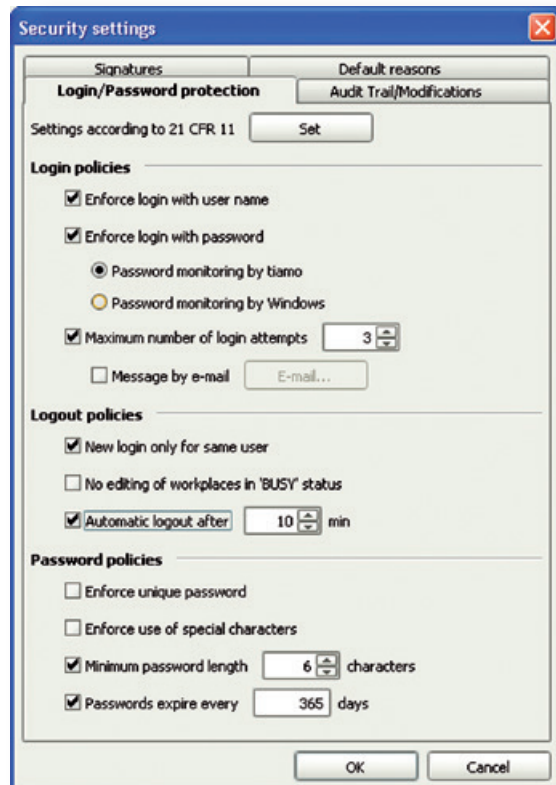 Security settings
Signatures
Default reasons
Login/Password protection
Audit Trail/Modifications
Settings according to 21 CFR 11
Set
Login policies
Enforce login with user name
Enforce login with password
Password monitoring by tiamo
Password monitoring by Windows
Maximum number of login attempts 3
Message by e-mail
E-mail...
Logout policies
New login only for same user
No editing of workplaces in 'BUSY' status
Automatic logout after 10 min
Password policies
Enforce unique password
Enforce use of special characters
Minimum password length 6 characters
Passwords expire every 365 days
OK
Cancel